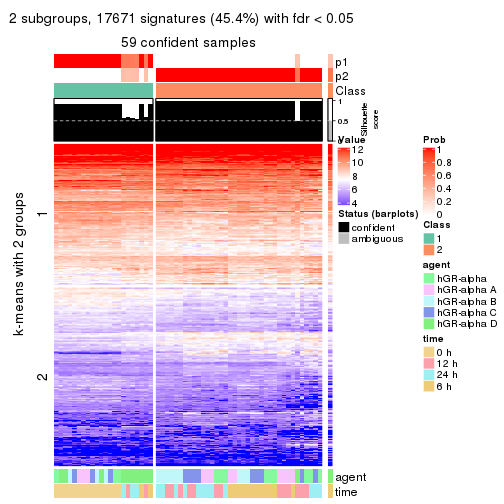 2 subgroups, 17671 signatures (45.4%) with fdr < 0.05
59 confident samples
p1
p2
Class
1
0.5
0
Silhouette
score
k-means with 2 groups
1
2
agent
time
Value
12
10
8
6
4
Status (barplots)
confident
ambiguous
Prob
1
0.8
0.6
0.4
0.2
0
Class
1
2
agent
hGR-alpha
hGR-alpha A
hGR-alpha B
hGR-alpha C
hGR-alpha D
time
0 h
12 h
24 h
6 h